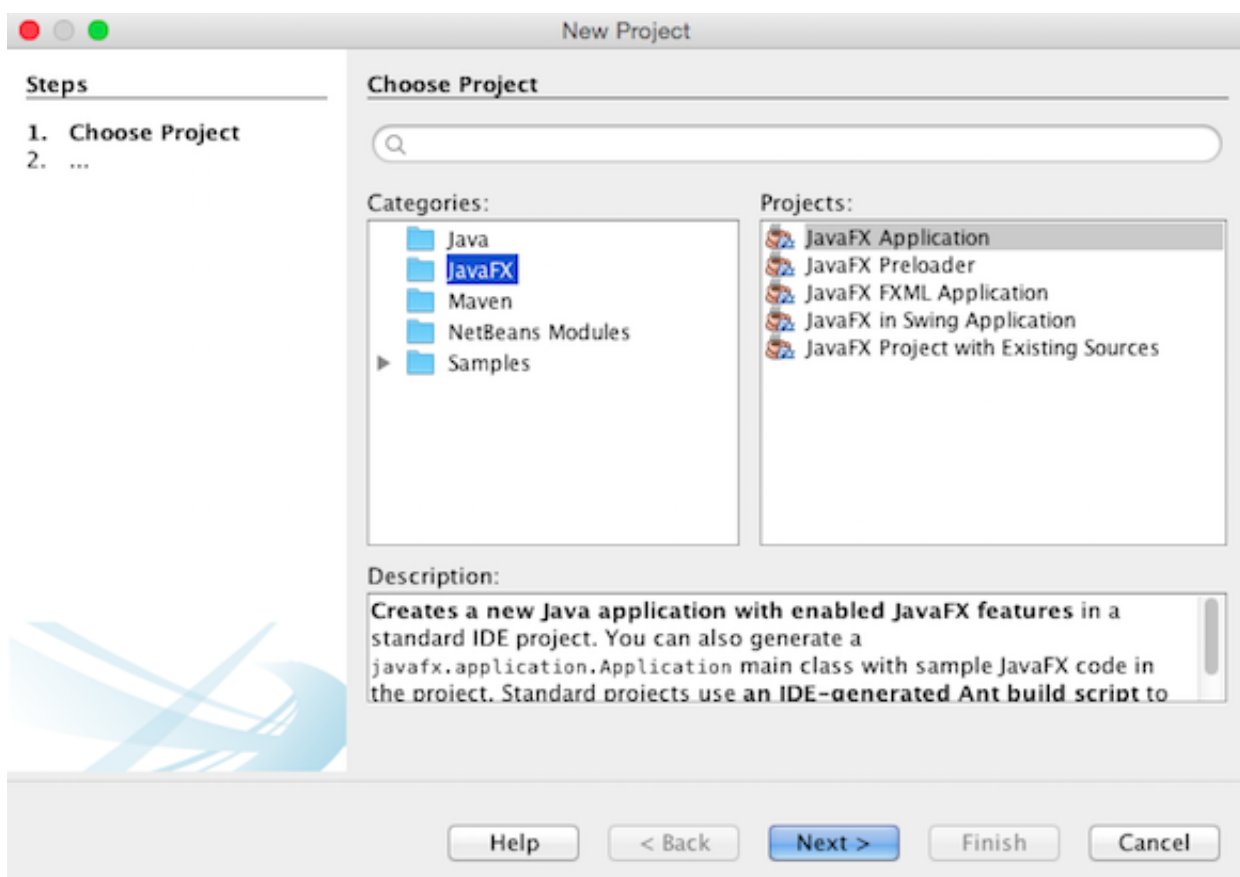 New Project
Steps
1. Choose Project
2. ...
Choose Project
Categories:
Java
JavaFX
Maven
NetBeans Modules
Samples
Projects:
JavaFX Application
JavaFX Preloader
JavaFX FXML Application
JavaFX in Swing Application
JavaFX Project with Existing Sources
Description:
Creates a new Java application with enabled JavaFX features in a
standard IDE project. You can also generate a
javafx.application.Application main class with sample JavaFX code in
the project. Standard projects use an IDE-generated Ant build script to
Help
< Back
Next >
Finish
Cancel